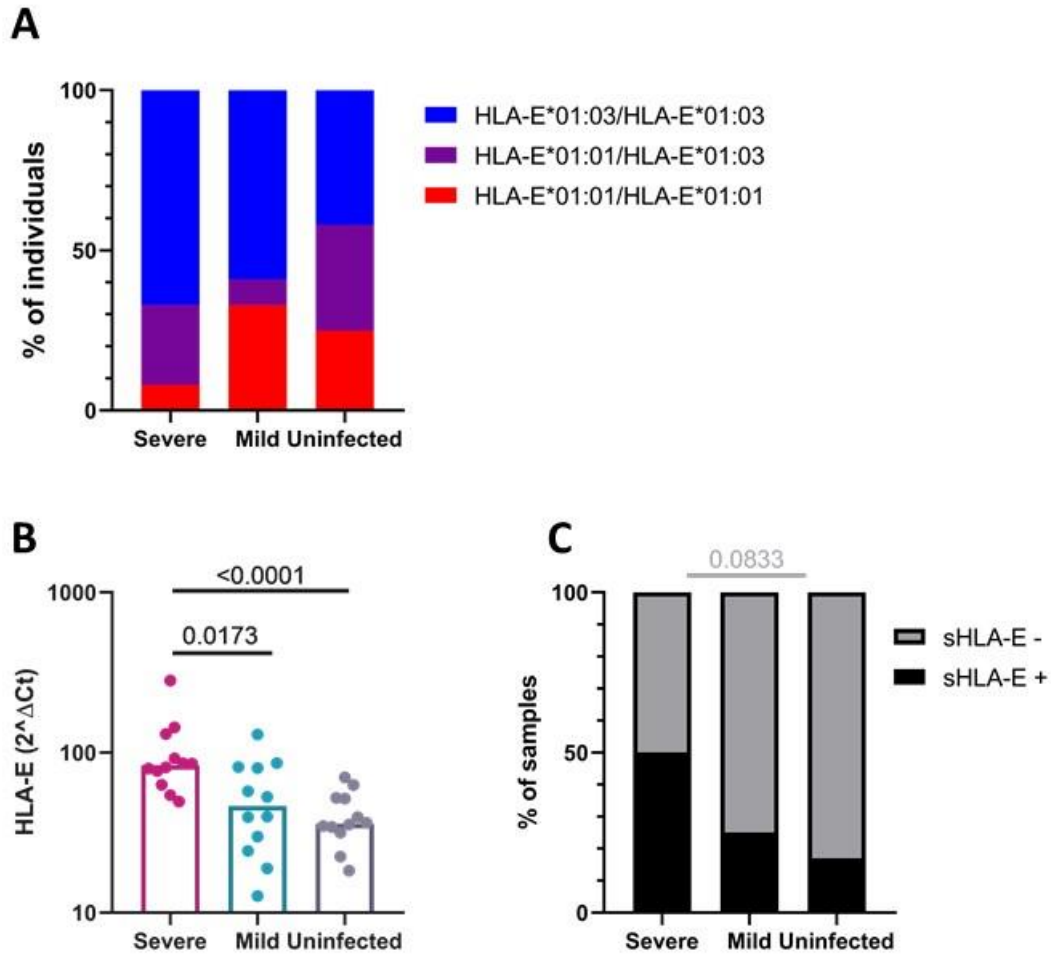 A
% of individuals
100
50
0
Severe Mild Uninfected
HLA-E*01:03/HLA-E*01:03
HLA-E*01:01/HLA-E*01:03
HLA-E*01:01/HLA-E*01:01
B
HLA-E (2^ΔCt)
1000
100
10
<0.0001
0.0173
Severe Mild Uninfected
C
% of samples
100
50
0
0.0833
Severe Mild Uninfected
sHLA-E -
sHLA-E +